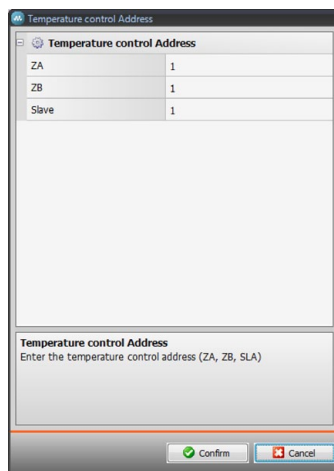 Temperature control Address
Temperature control Address
ZA 1
ZB 1
Slave 1
Temperature control Address
Enter the temperature control address (ZA, ZB, SLA)
Confirm Cancel